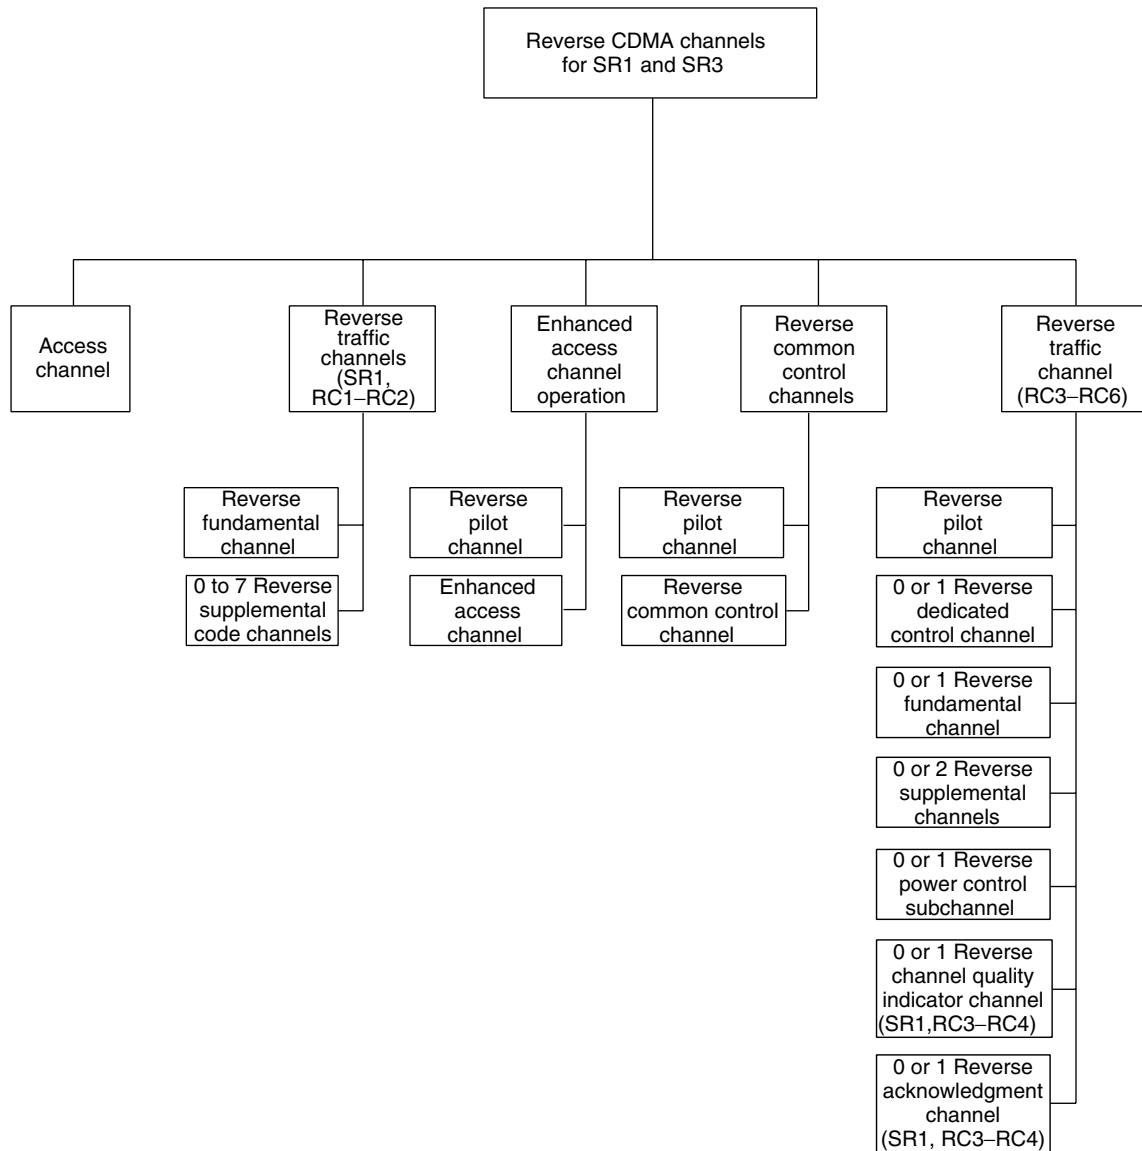 Reverse CDMA channels
for SR1 and SR3
Access
channel
Reverse
traffic
channels
(SR1,
RC1–RC2)
Enhanced
access
channel
operation
Reverse
common
control
channels
Reverse
traffic
channel
(RC3–RC6)
Reverse
fundamental
channel
0 to 7 Reverse
supplemental
code channels
Reverse
pilot
channel
Enhanced
access
channel
Reverse
pilot
channel
Reverse
common control
channel
Reverse
pilot
channel
0 or 1 Reverse
dedicated
control channel
0 or 1 Reverse
fundamental
channel
0 or 2 Reverse
supplemental
channels
0 or 1 Reverse
power control
subchannel
0 or 1 Reverse
channel quality
indicator channel
(SR1,RC3–RC4)
0 or 1 Reverse
acknowledgment
channel
(SR1, RC3–RC4)